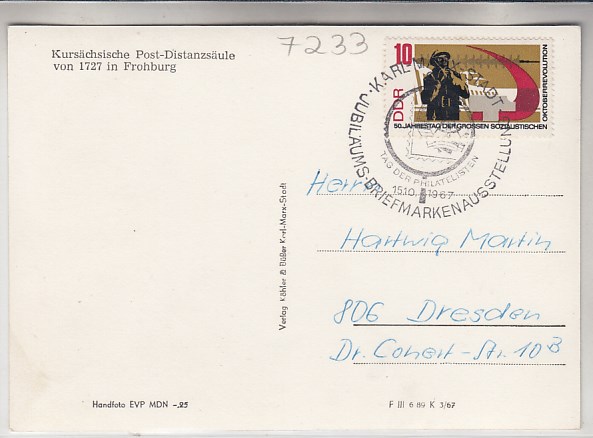 Kursächsische Post-Distanzsäule
von 1727 in Frohburg
7233
10
DDR
50. JAHRESTAG DER GROSSEN SOZIALISTISCHEN
OKTOBERREVOLUTION
KARL-MARX-STADT
JUBILÄUMS-BRIEFMARKENAUSSTELLUNG
TAG DER PHILATELISTEN
15.10.1967
Herrn
Hartwig Martin
806 Dresden
Dr. Conert-Str. 10 B
Verlag Köhler & Büßer Karl-Marx-Stadt
Handfoto EVP MDN -.25
F III 6 89 K 3/67